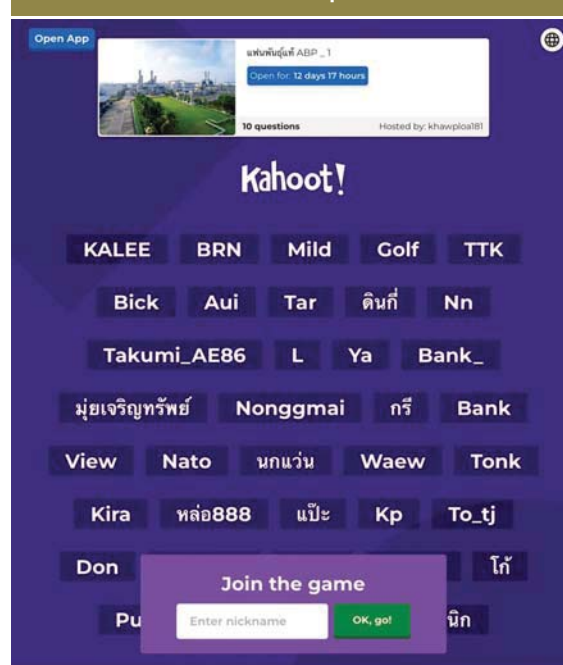 Open App
แฟนพันธุ์แท้ ABP _ 1
Open for: 12 days 17 hours
10 questions Hosted by: khawploa181
Kahoot!
KALEE BRN Mild Golf TTK
Bick Aui Tar ดินกี่ Nn
Takumi_AE86 L Ya Bank_
มุ่ยเจริญทรัพย์ Nonggmai กรี Bank
View Nato นกแว่น Waew Tonk
Kira หล่อ888 แป๊ะ Kp To_tj
Don โก้
Join the game
Pu นิก
Enter nickname OK, go!